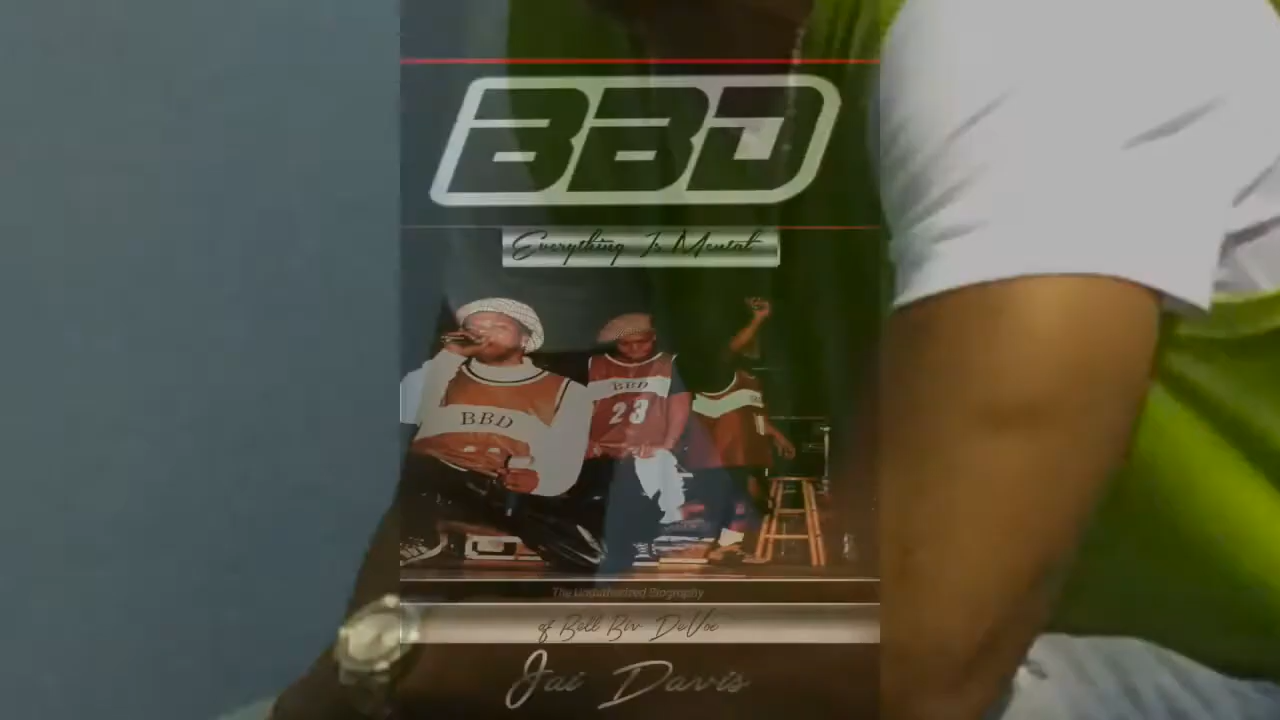 BBD
Everything Is Mental
BBD
BBD
23
The Unauthorized Biography
of Bell Biv DeVoe
Jai Davis